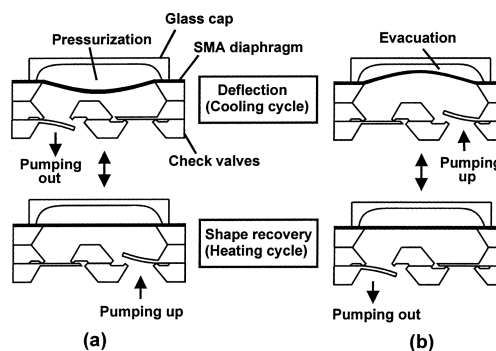 Glass cap
Pressurization
SMA diaphragm
Evacuation
Deflection
(Cooling cycle)
Pumping
out
Check valves
Pumping
up
Shape recovery
(Heating cycle)
Pumping up
Pumping out
(a)
(b)